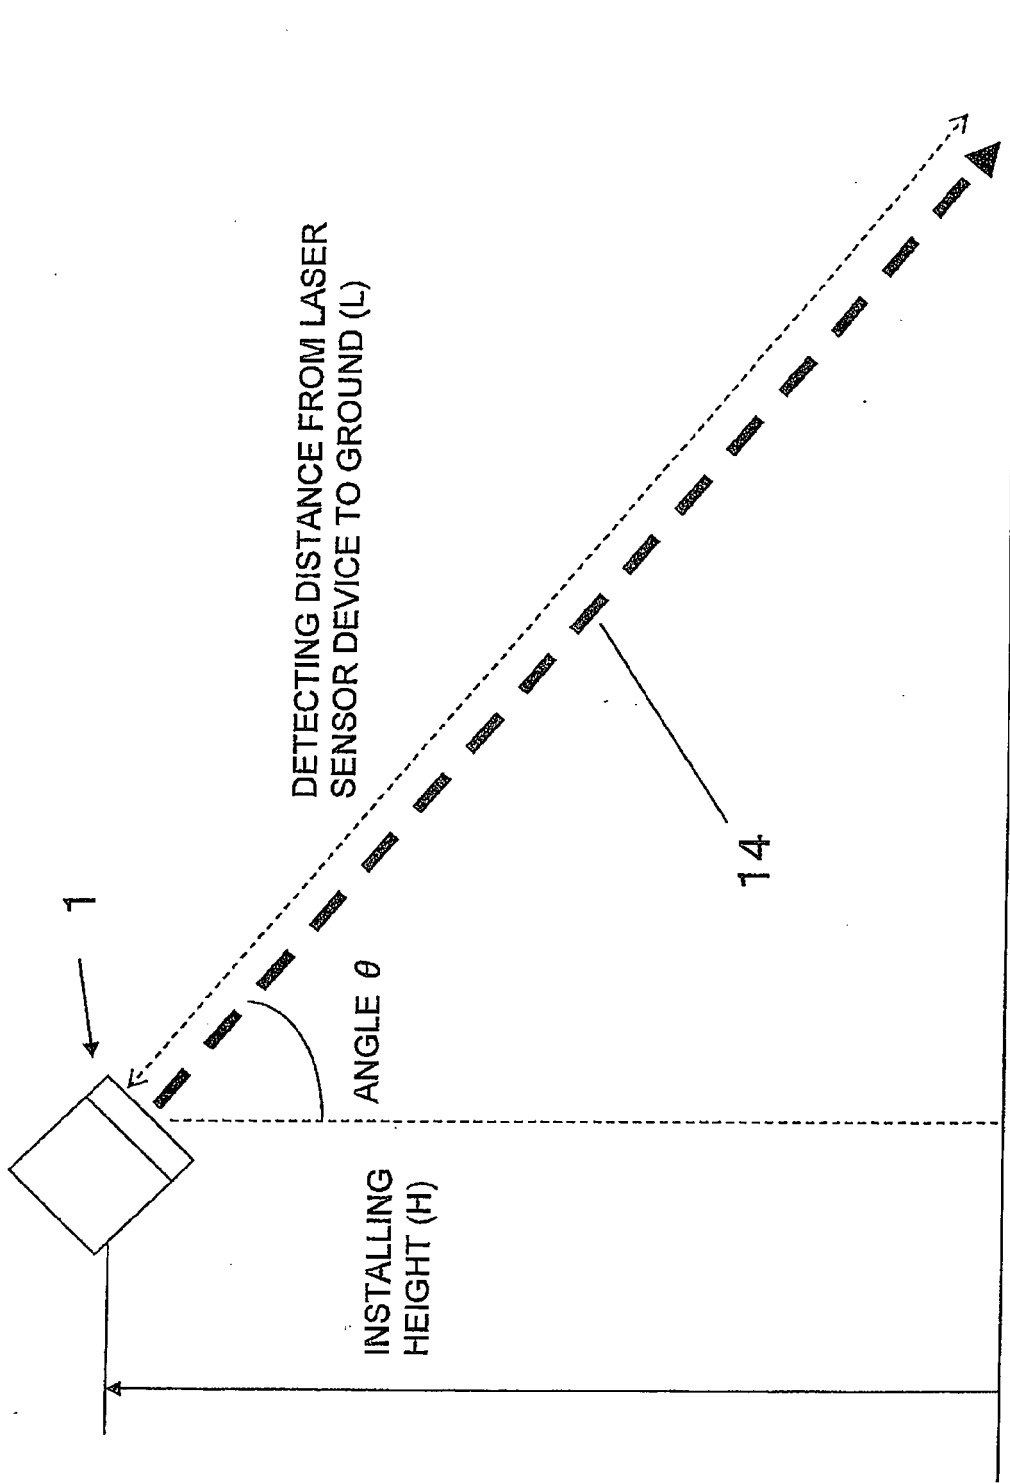 1
DETECTING DISTANCE FROM LASER
SENSOR DEVICE TO GROUND (L)
ANGLE θ
INSTALLING
HEIGHT (H)
14